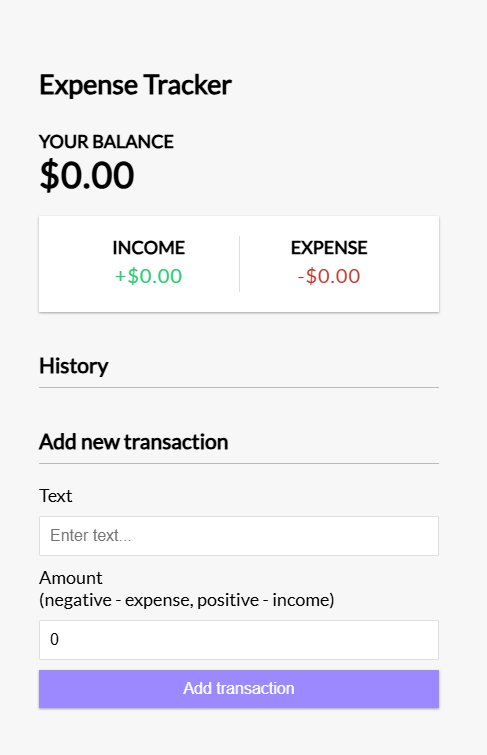 Expense Tracker
YOUR BALANCE
$0.00
INCOME EXPENSE
+$0.00 -$0.00
History
Add new transaction
Text
Enter text...
Amount
(negative - expense, positive - income)
0
Add transaction